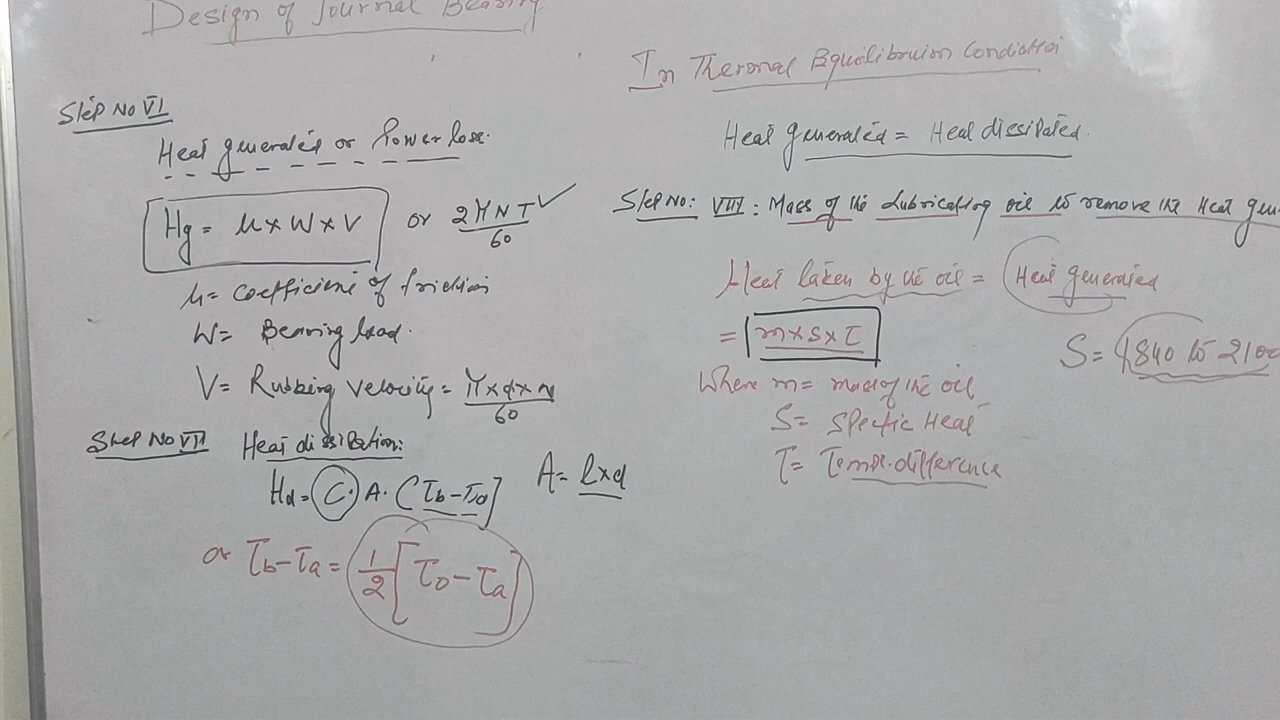 Design of Journal Bearing
Step No VI
Heat generated or Power loss.
Hg = μ x W x V or 2πNT/60
μ = coefficient of friction
W = Bearing load.
V = Rubbing velocity = π x d x N/60
Step No VII Heat dissipation:
Hd = C. A. (Tb - Ta) A = l x d
or Tb - Ta = 1/2 [To - Ta]
In Thermal Equilibruim Condition
Heat generated = Heat dissipated.
Step No: VIII : Mass of the Lubricating oil to remove the Heat gen
Heat taken by the oil = Heat generated
= m x s x T
S = 1840 to 2100
Where m = mass of the oil
S = Specific Heat
T = Temp. difference